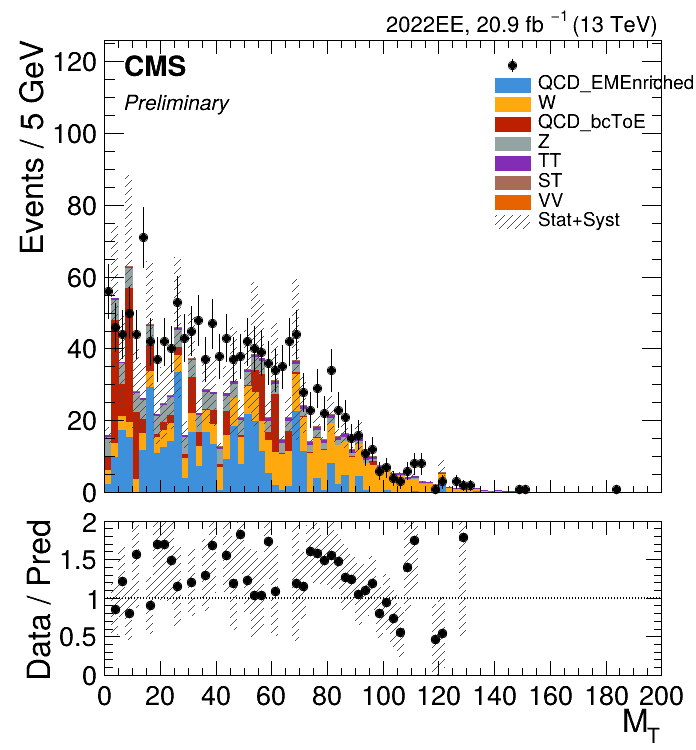 2022EE, 20.9 fb⁻¹ (13 TeV)
CMS
Preliminary
QCD_EMEnriched
W
QCD_bcToE
Z
TT
ST
VV
Stat+Syst
Events / 5 GeV
120
100
80
60
40
20
0
Data / Pred
2
1.5
1
0.5
0
0 20 40 60 80 100 120 140 160 180 200
M_T